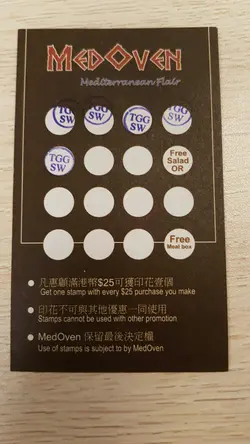 MEDOVEN
Mediterranean Flair
TGG SW
TGG SW
TGG SW
TGG SW
TGG SW
Free
Salad
OR
Free
Meal box
凡惠顧滿港幣$25可獲印花壹個
Get one stamp with every $25 purchase you make
印花不可與其他優惠一同使用
Stamps cannot be used with other promotion
MedOven 保留最後決定權
Use of stamps is subject to by MedOven